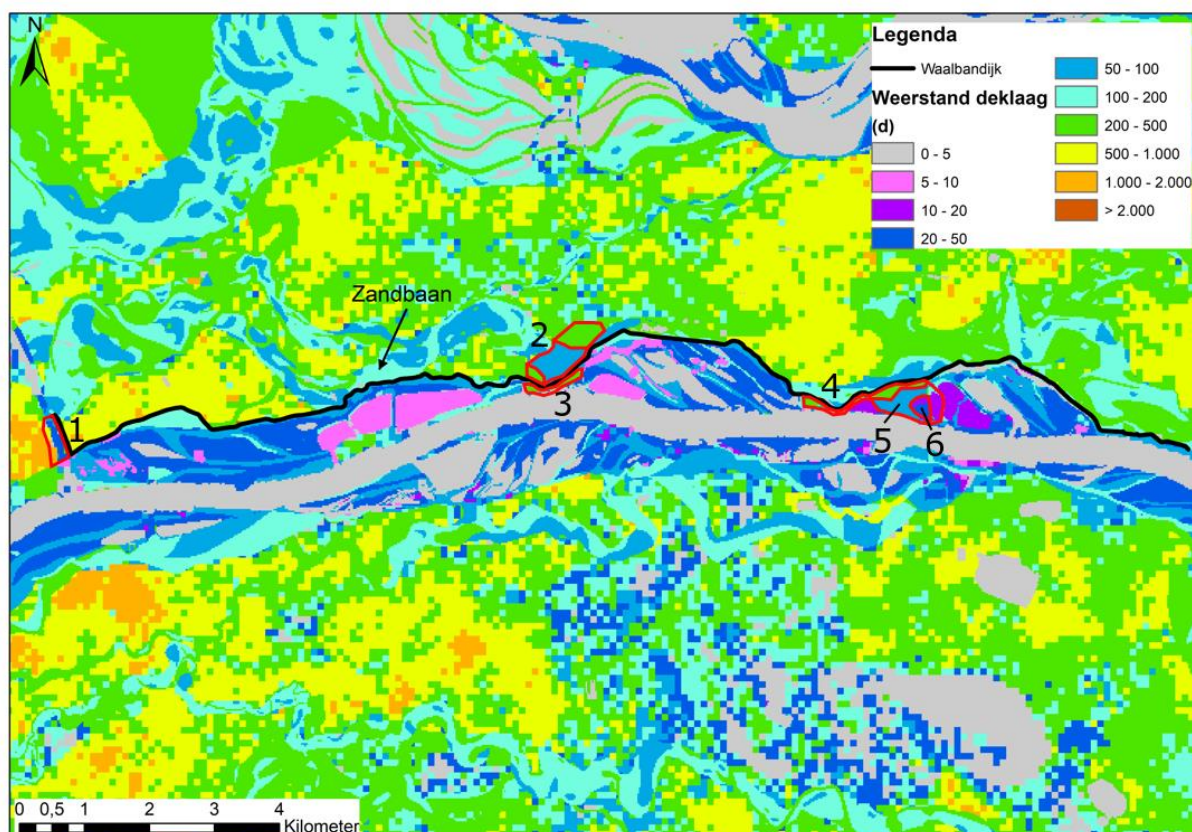 N
Legenda
Waalbandijk
Weerstand deklaag
(d)
0 - 5
5 - 10
10 - 20
20 - 50
50 - 100
100 - 200
200 - 500
500 - 1.000
1.000 - 2.000
> 2.000
Zandbaan
2
1
3
4
5
6
0 0,5 1 2 3 4
Kilometer